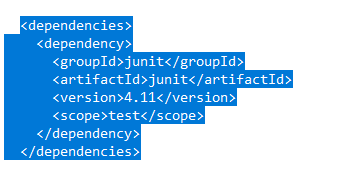 <dependencies>
<dependency>
<groupId>junit</groupId>
<artifactId>junit</artifactId>
<version>4.11</version>
<scope>test</scope>
</dependency>
</dependencies>